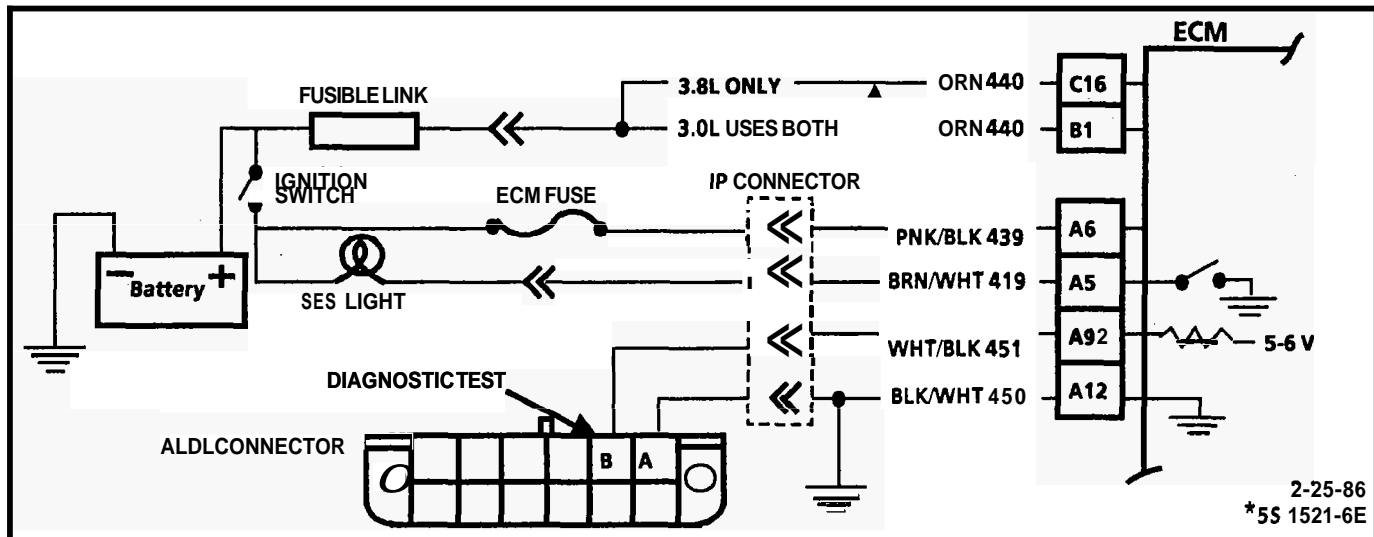 ECM
FUSIBLE LINK
3.8L ONLY
ORN 440
C16
3.0L USES BOTH
ORN 440
B1
IGNITION
SWITCH
ECM FUSE
IP CONNECTOR
PNK/BLK 439
A6
Battery
- +
SES LIGHT
BRN/WHT 419
A5
WHT/BLK 451
A92
5-6 V
DIAGNOSTIC TEST
BLK/WHT 450
A12
ALDL CONNECTOR
B A
2-25-86
*5S 1521-6E